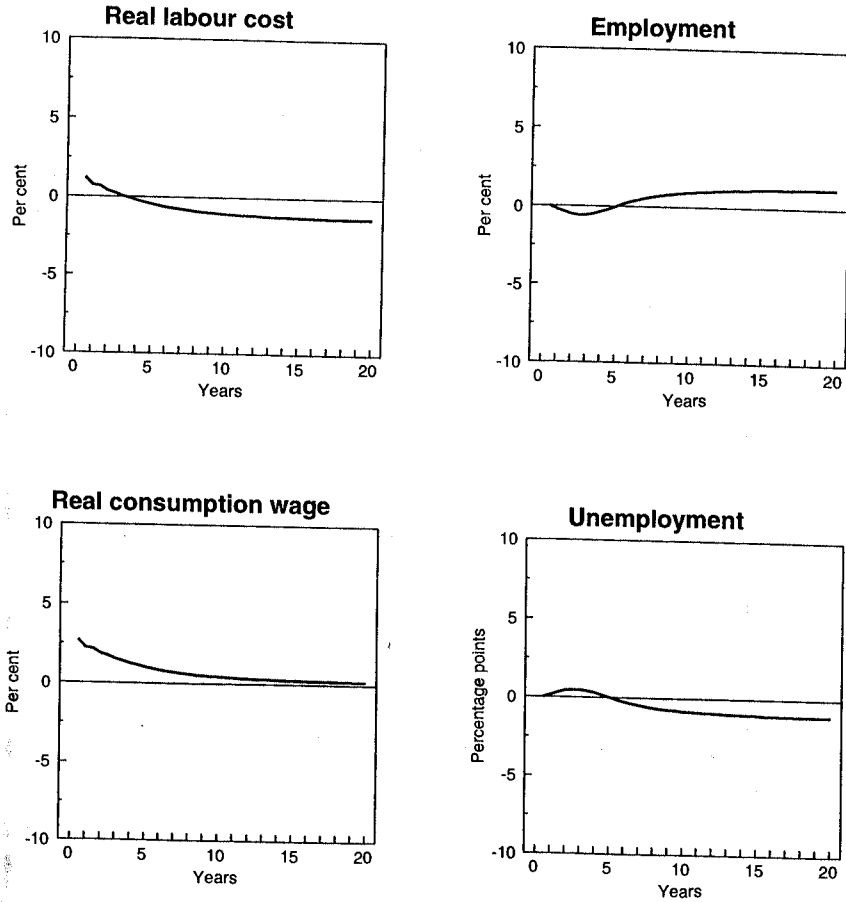 Real labour cost
10
5
0
-5
-10
Per cent
0 5 10 15 20
Years
Employment
10
5
0
-5
-10
Per cent
0 5 10 15 20
Years
Real consumption wage
10
5
0
-5
-10
Per cent
0 5 10 15 20
Years
Unemployment
10
5
0
-5
-10
Percentage points
0 5 10 15 20
Years